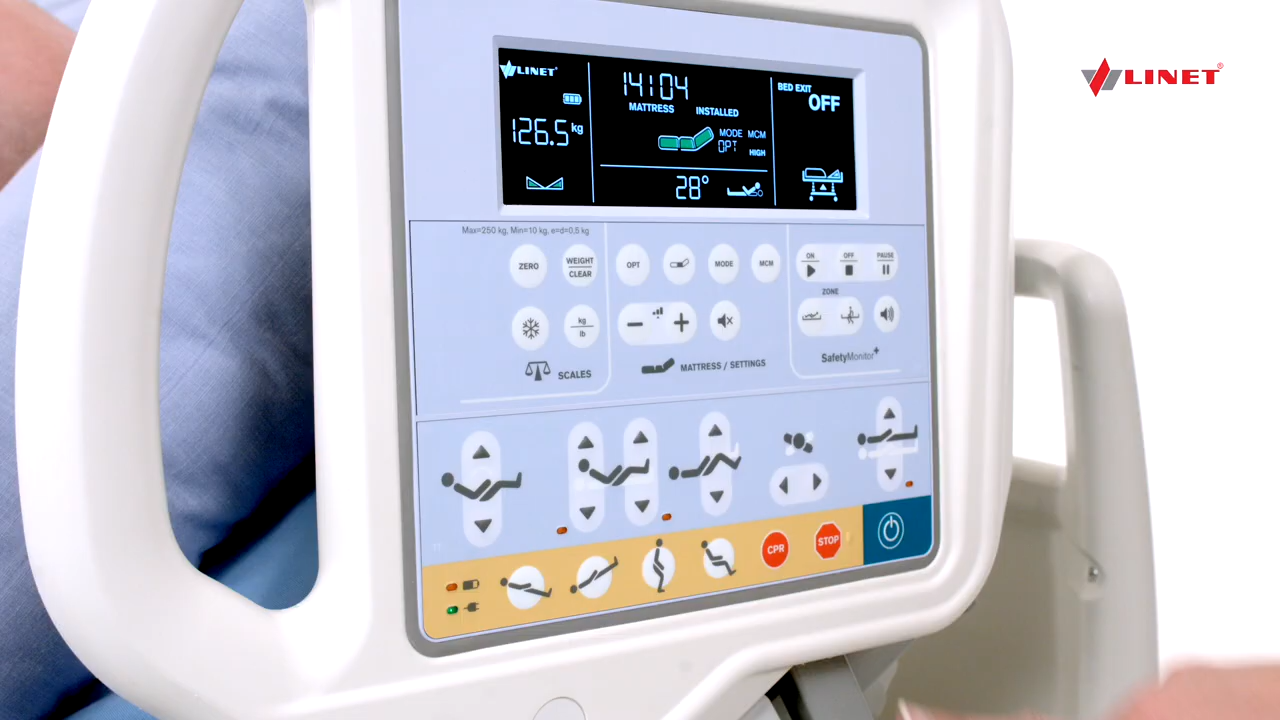 LINET®
LINET
14104
MATTRESS INSTALLED
BED EXIT
OFF
126.5 kg
MODE MCM
OPT
HIGH
28°
Max=250 kg, Min=10 kg, e=d=0,5 kg
ZERO
WEIGHT
CLEAR
OPT
MODE
MCM
ON
OFF
PAUSE
ZONE
kg
lb
SCALES
MATTRESS / SETTINGS
SafetyMonitor+
CPR
STOP